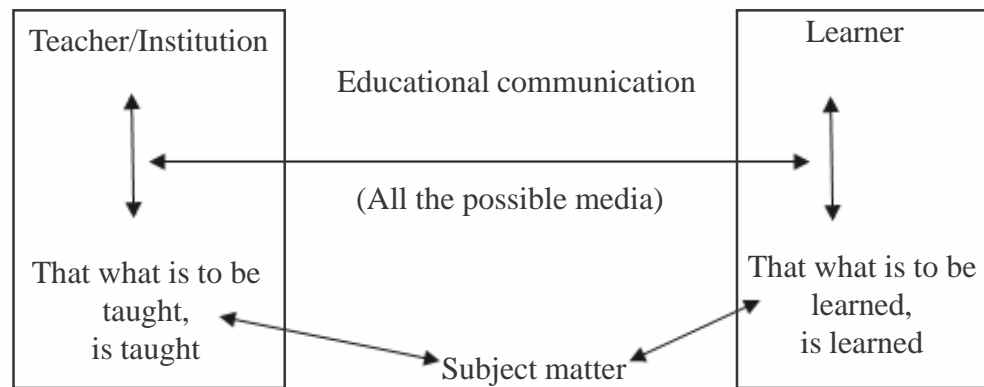 Teacher/Institution
Learner
Educational communication
(All the possible media)
That what is to be
taught,
is taught
That what is to be
learned,
is learned
Subject matter